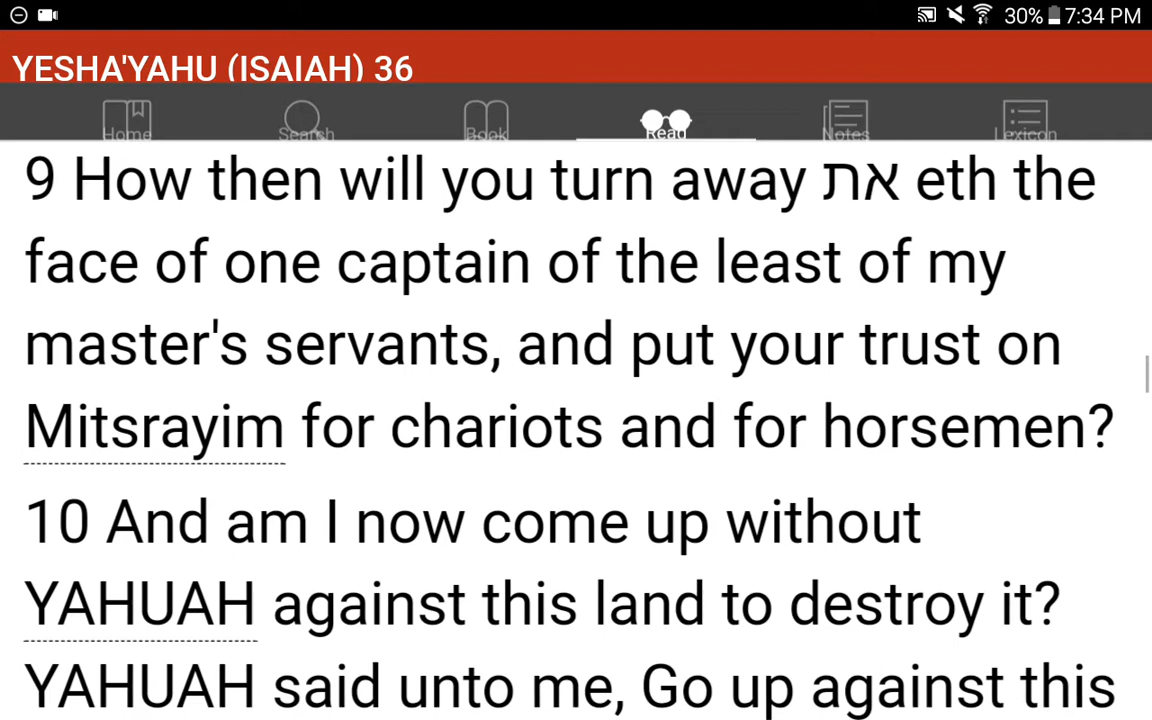 30% 7:34 PM
YESHA'YAHU (ISAIAH) 36
Home Search Book Read Notes Lexicon
9 How then will you turn away את eth the
face of one captain of the least of my
master's servants, and put your trust on
Mitsrayim for chariots and for horsemen?
10 And am I now come up without
YAHUAH against this land to destroy it?
YAHUAH said unto me, Go up against this